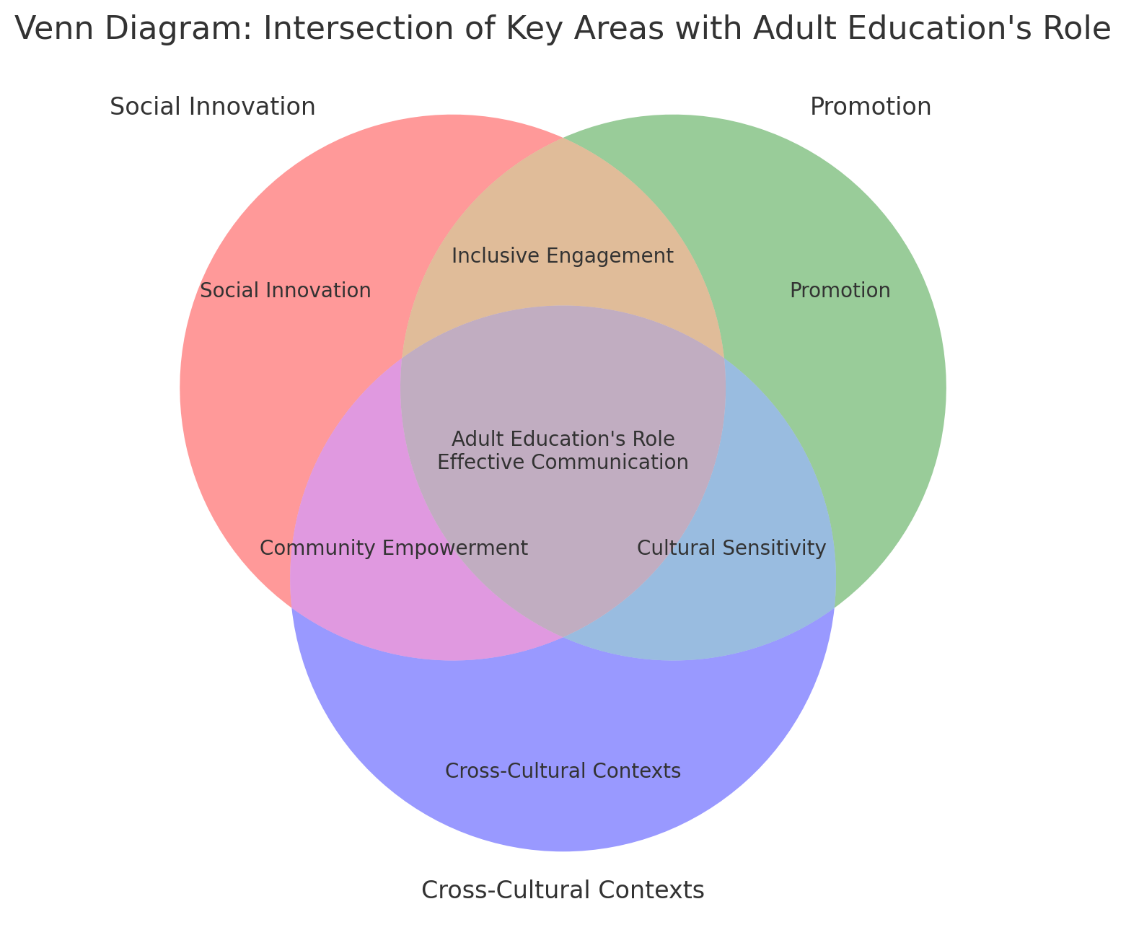 Venn Diagram: Intersection of Key Areas with Adult Education's Role
Social Innovation
Promotion
Inclusive Engagement
Social Innovation
Promotion
Adult Education's Role
Effective Communication
Community Empowerment
Cultural Sensitivity
Cross-Cultural Contexts
Cross-Cultural Contexts